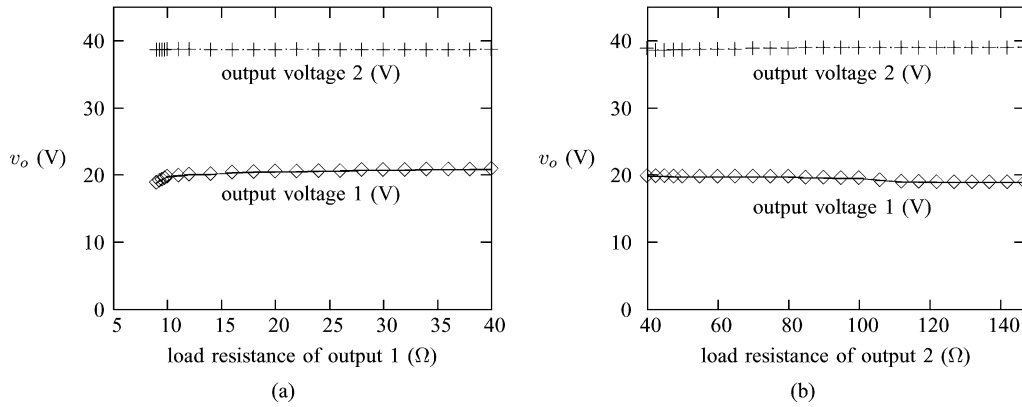 40
output voltage 2 (V)
30
v_o (V)
20
output voltage 1 (V)
10
0
5 10 15 20 25 30 35 40
load resistance of output 1 (Ω)
(a)
40
output voltage 2 (V)
30
v_o (V)
20
output voltage 1 (V)
10
0
40 60 80 100 120 140
load resistance of output 2 (Ω)
(b)